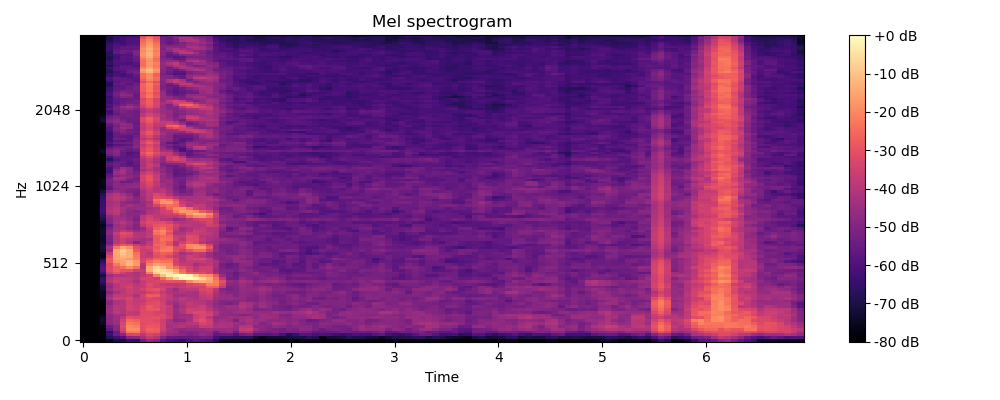 Mel spectrogram
Hz
2048
1024
512
0
0 1 2 3 4 5 6
Time
+0 dB
-10 dB
-20 dB
-30 dB
-40 dB
-50 dB
-60 dB
-70 dB
-80 dB